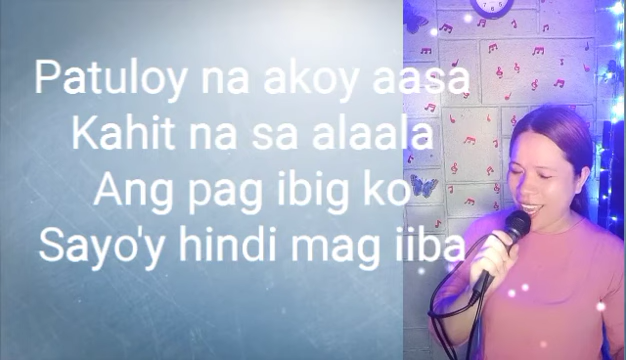 Patuloy na akoy aasa
Kahit na sa alaala
Ang pag ibig ko
Sayo'y hindi mag iiba